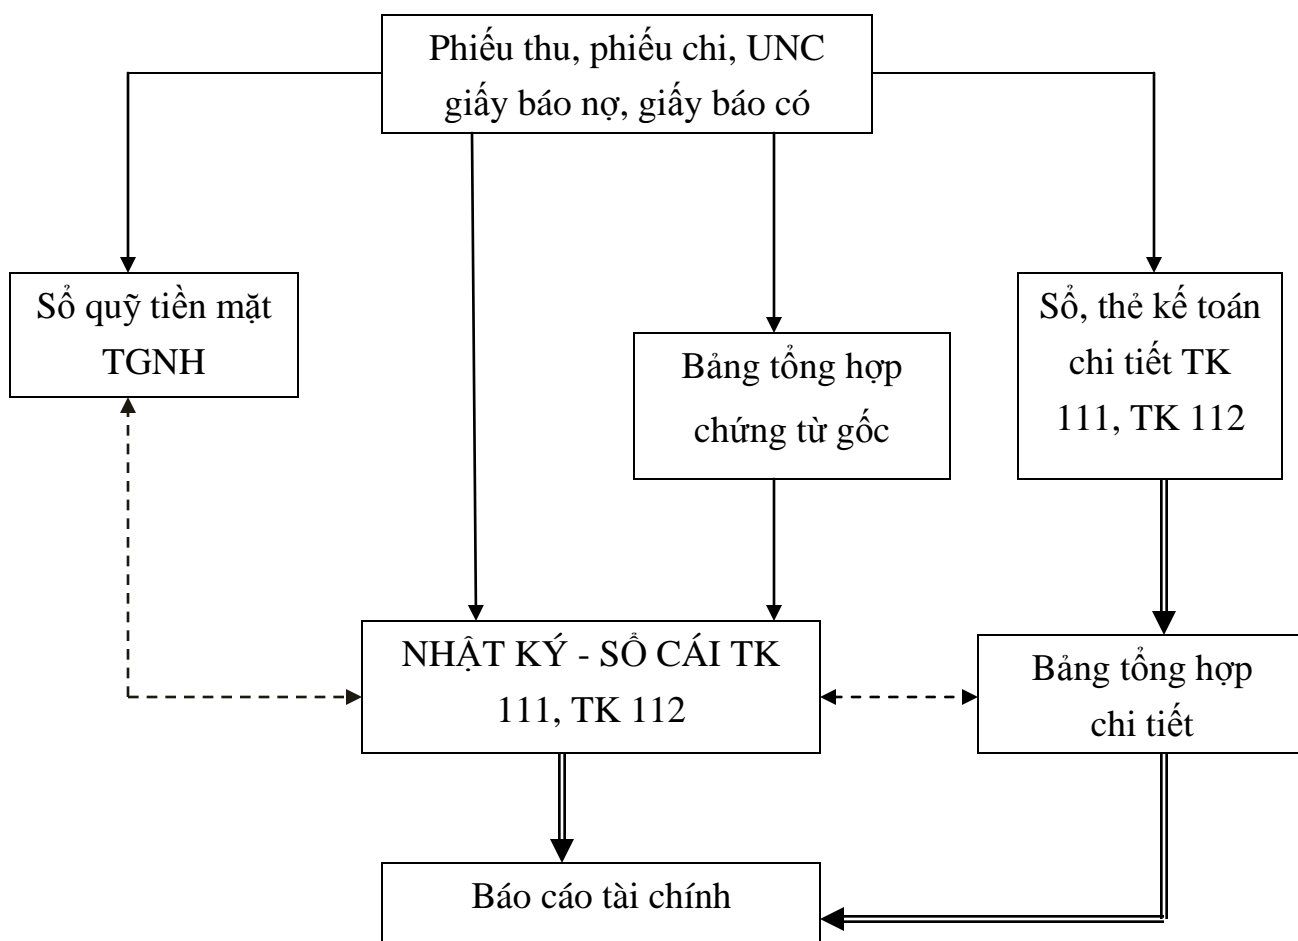 Phiếu thu, phiếu chi, UNC
giấy báo nợ, giấy báo có
Sổ quỹ tiền mặt
TGNH
Bảng tổng hợp
chứng từ gốc
Sổ, thẻ kế toán
chi tiết TK
111, TK 112
NHẬT KÝ - SỔ CÁI TK
111, TK 112
Bảng tổng hợp
chi tiết
Báo cáo tài chính